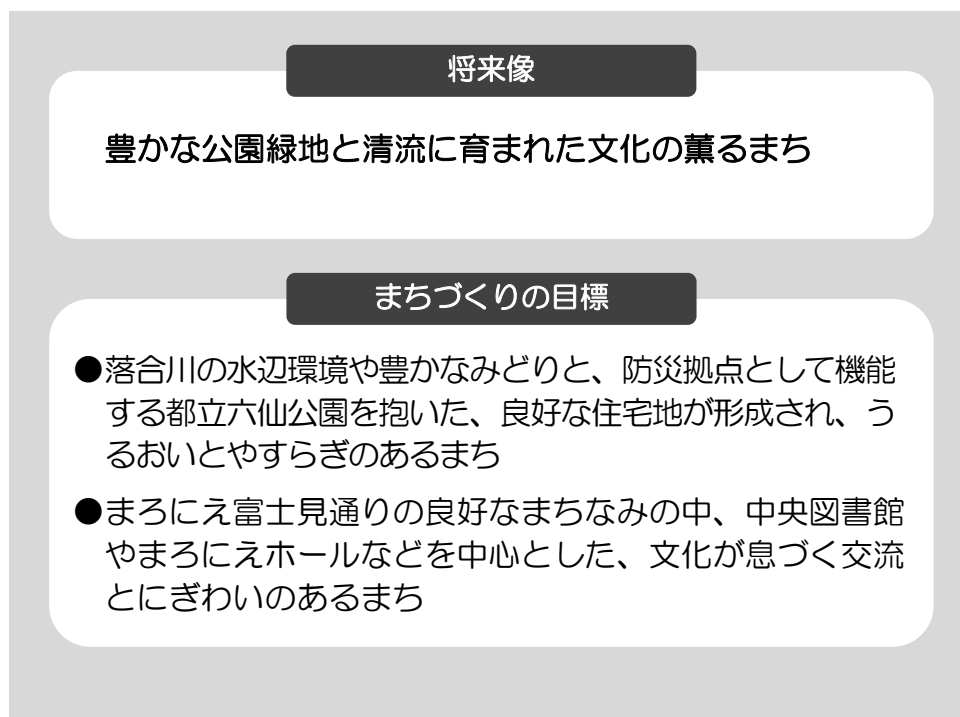 将来像
豊かな公園緑地と清流に育まれた文化の薫るまち
まちづくりの目標
●落合川の水辺環境や豊かなみどりと、防災拠点として機能
する都立六仙公園を抱いた、良好な住宅地が形成され、う
るおいとやすらぎのあるまち
●まろにえ富士見通りの良好なまちなみの中、中央図書館
やまろにえホールなどを中心とした、文化が息づく交流
とにぎわいのあるまち